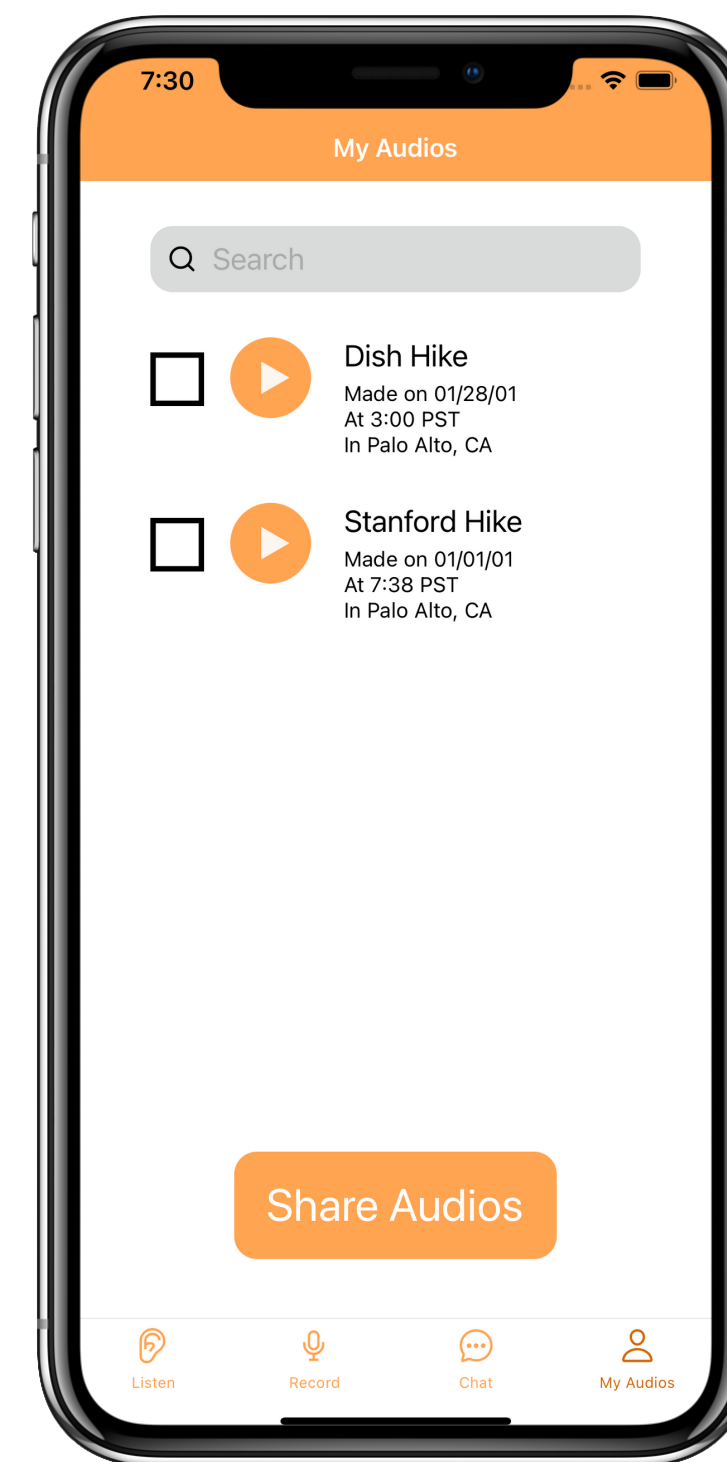 7:30
My Audios
Search
Dish Hike
Made on 01/28/01
At 3:00 PST
In Palo Alto, CA
Stanford Hike
Made on 01/01/01
At 7:38 PST
In Palo Alto, CA
Share Audios
Listen
Record
Chat
My Audios